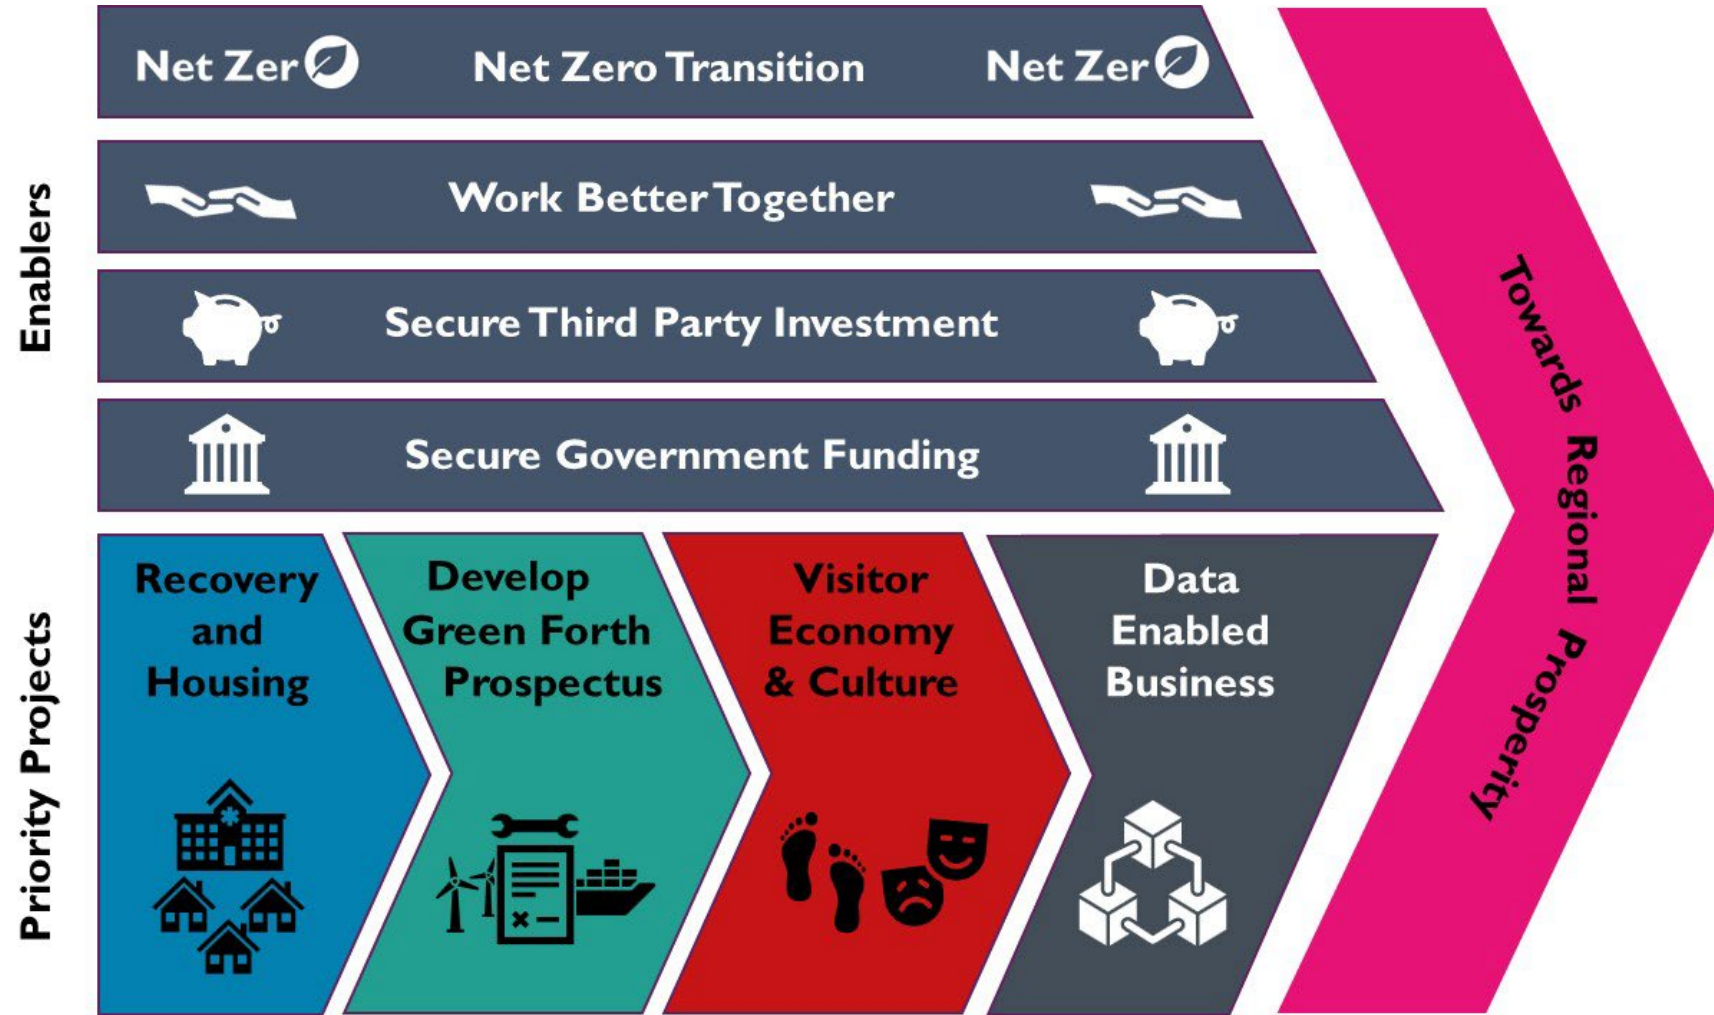 Enablers
Net Zer
Net Zero Transition
Net Zer
Work Better Together
Secure Third Party Investment
Secure Government Funding
Priority Projects
Recovery
and
Housing
Develop
Green Forth
Prospectus
Visitor
Economy
& Culture
Data
Enabled
Business
Towards Regional Prosperity